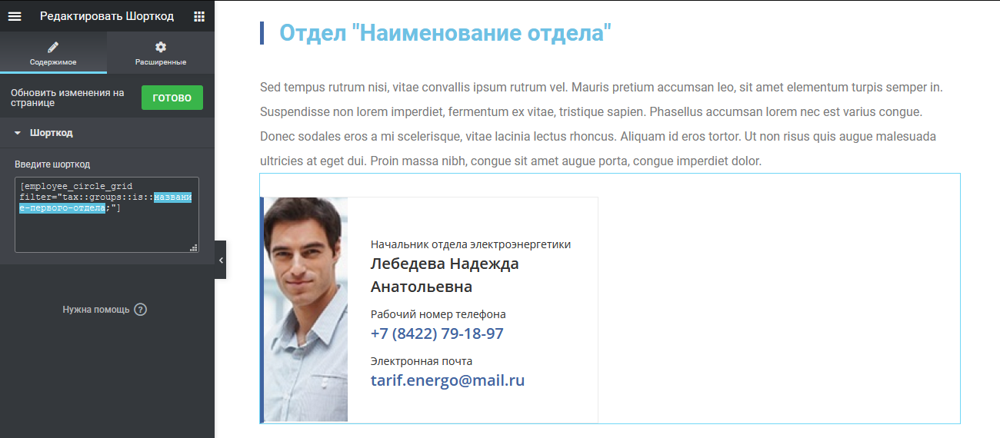 Редактировать Шорткод
Содержимое
Расширенные
Обновить изменения на
странице
ГОТОВО
Шорткод
Введите шорткод
[employee_circle_grid
filter="tax::groups::is::названи
е-первого-отдела;"]
Нужна помощь ?
Отдел "Наименование отдела"
Sed tempus rutrum nisi, vitae convallis ipsum rutrum vel. Mauris pretium accumsan leo, sit amet elementum turpis semper in.
Suspendisse non lorem imperdiet, fermentum ex vitae, tristique sapien. Phasellus accumsan lorem nec est varius congue.
Donec sodales eros a mi scelerisque, vitae lacinia lectus rhoncus. Aliquam id eros tortor. Ut non risus quis augue malesuada
ultricies at eget dui. Proin massa nibh, congue sit amet augue porta, congue imperdiet dolor.
Начальник отдела электроэнергетики
Лебедева Надежда
Анатольевна
Рабочий номер телефона
+7 (8422) 79-18-97
Электронная почта
tarif.energo@mail.ru